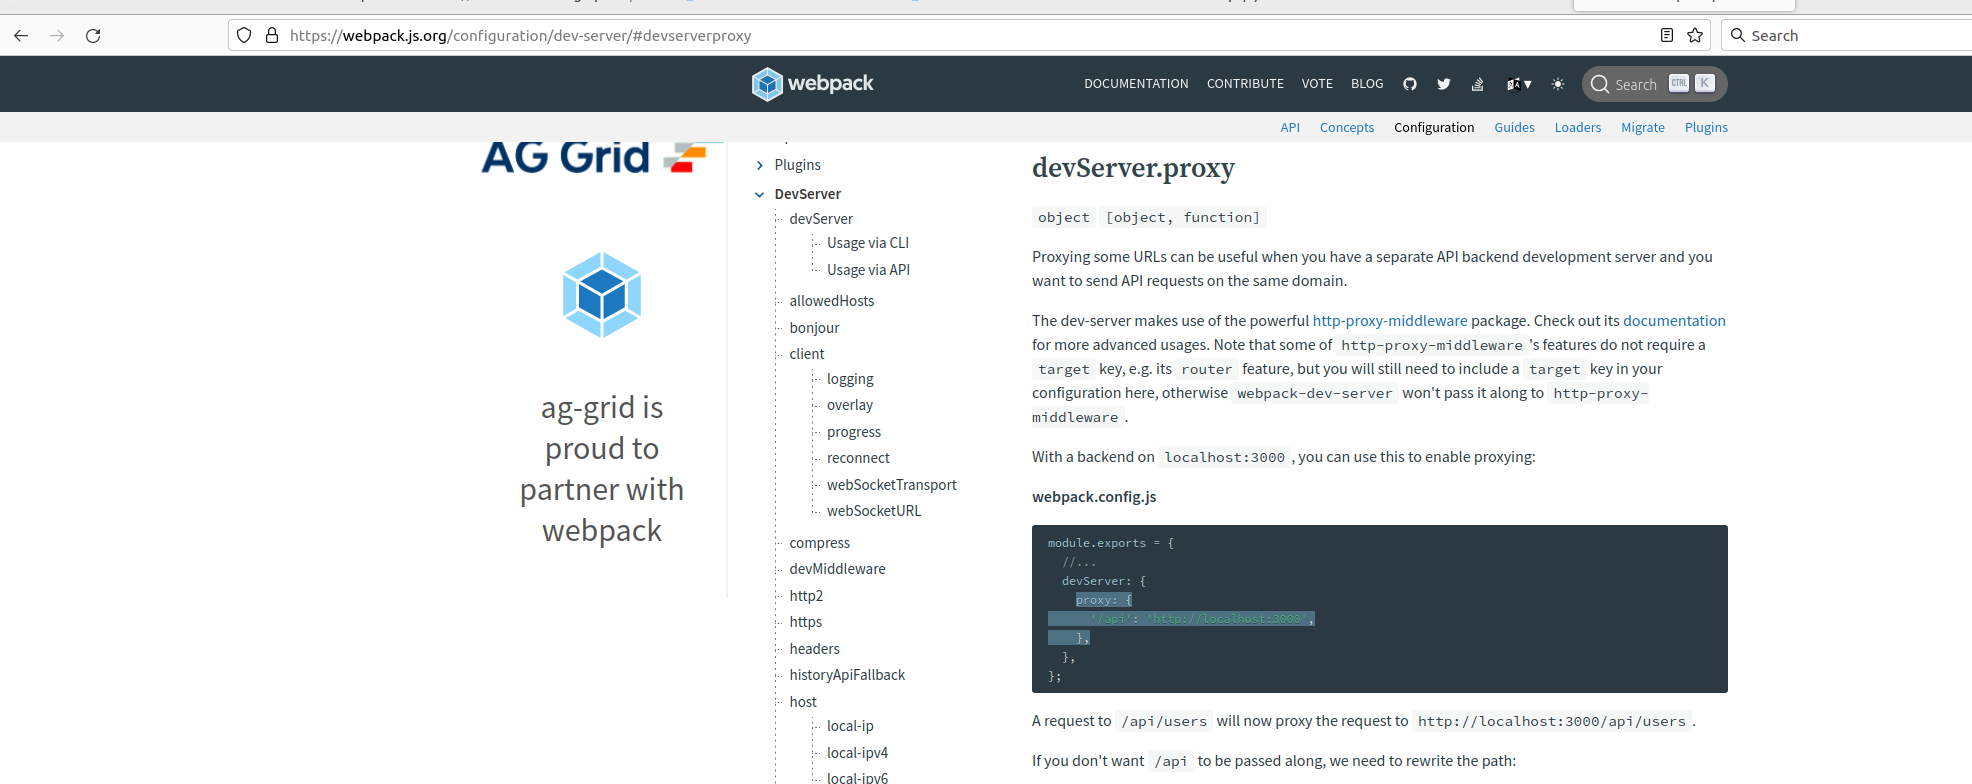 https://webpack.js.org/configuration/dev-server/#devserverproxy
Search
webpack
DOCUMENTATION CONTRIBUTE VOTE BLOG
Search CTRL K
API Concepts Configuration Guides Loaders Migrate Plugins
AG Grid
ag-grid is
proud to
partner with
webpack
Plugins
DevServer
devServer
Usage via CLI
Usage via API
allowedHosts
bonjour
client
logging
overlay
progress
reconnect
webSocketTransport
webSocketURL
compress
devMiddleware
http2
https
headers
historyApiFallback
host
local-ip
local-ipv4
local-ipv6
devServer.proxy
object [object, function]
Proxying some URLs can be useful when you have a separate API backend development server and you
want to send API requests on the same domain.
The dev-server makes use of the powerful http-proxy-middleware package. Check out its documentation
for more advanced usages. Note that some of http-proxy-middleware 's features do not require a
target key, e.g. its router feature, but you will still need to include a target key in your
configuration here, otherwise webpack-dev-server won't pass it along to http-proxy-
middleware .
With a backend on localhost:3000 , you can use this to enable proxying:
webpack.config.js
module.exports = {
//...
devServer: {
proxy: {
'/api': 'http://localhost:3000',
},
},
};
A request to /api/users will now proxy the request to http://localhost:3000/api/users .
If you don't want /api to be passed along, we need to rewrite the path: